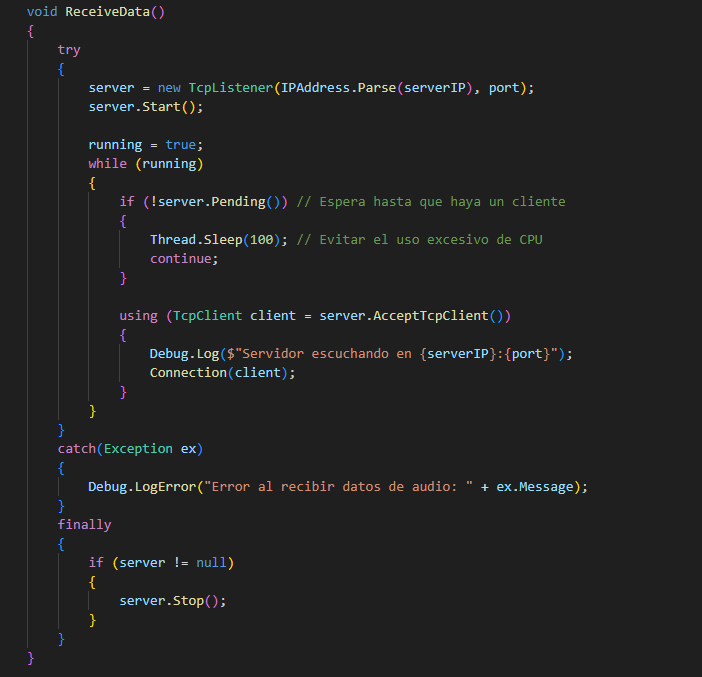 void ReceiveData()
{
    try
    {
        server = new TcpListener(IPAddress.Parse(serverIP), port);
        server.Start();

        running = true;
        while (running)
        {
            if (!server.Pending()) // Espera hasta que haya un cliente
            {
                Thread.Sleep(100); // Evitar el uso excesivo de CPU
                continue;
            }

            using (TcpClient client = server.AcceptTcpClient())
            {
                Debug.Log($"Servidor escuchando en {serverIP}:{port}");
                Connection(client);
            }
        }
    }
    catch(Exception ex)
    {
        Debug.LogError("Error al recibir datos de audio: " + ex.Message);
    }
    finally
    {
        if (server != null)
        {
            server.Stop();
        }
    }
}